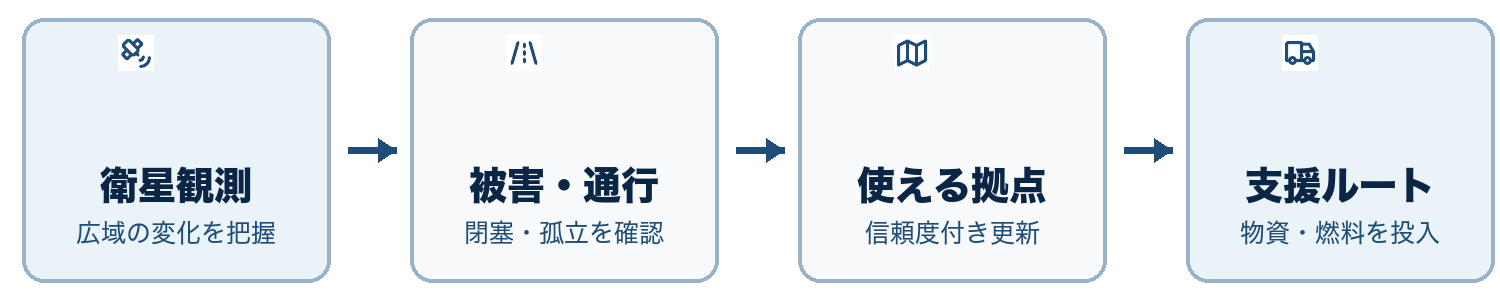 衛星観測
広域の変化を把握
被害・通行
閉塞・孤立を確認
使える拠点
信頼度付き更新
支援ルート
物資・燃料を投入